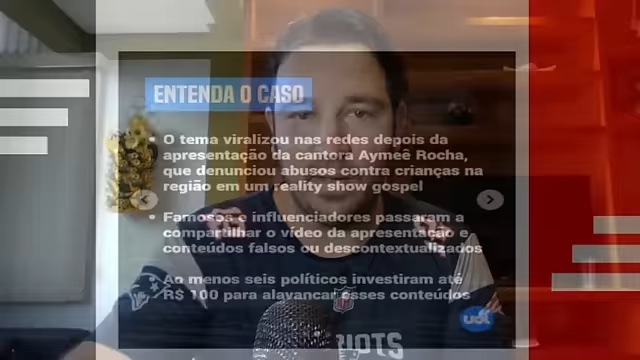 ENTENDA O CASO
• O tema viralizou nas redes depois da
apresentação da cantora Aymeê Rocha,
que denunciou abusos contra crianças na
região em um reality show gospel
• Famosos e influenciadores passaram a
compartilhar o vídeo da apresentação e
conteúdos falsos ou descontextualizados
• Ao menos seis políticos investiram até
R$ 100 para alavancar esses conteúdos
UOL